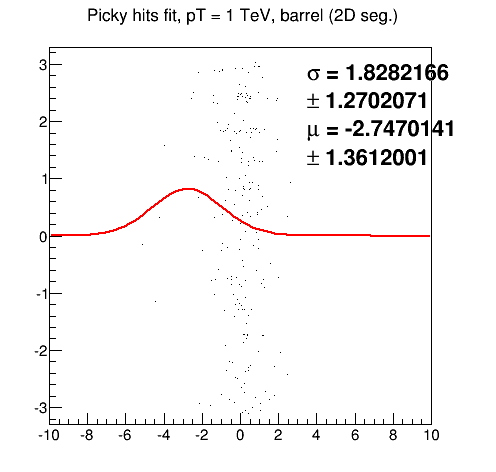 Picky hits fit, pT = 1 TeV, barrel (2D seg.)
σ = 1.8282166
± 1.2702071
μ = -2.7470141
± 1.3612001
3
2
1
0
-1
-2
-3
-10 -8 -6 -4 -2 0 2 4 6 8 10